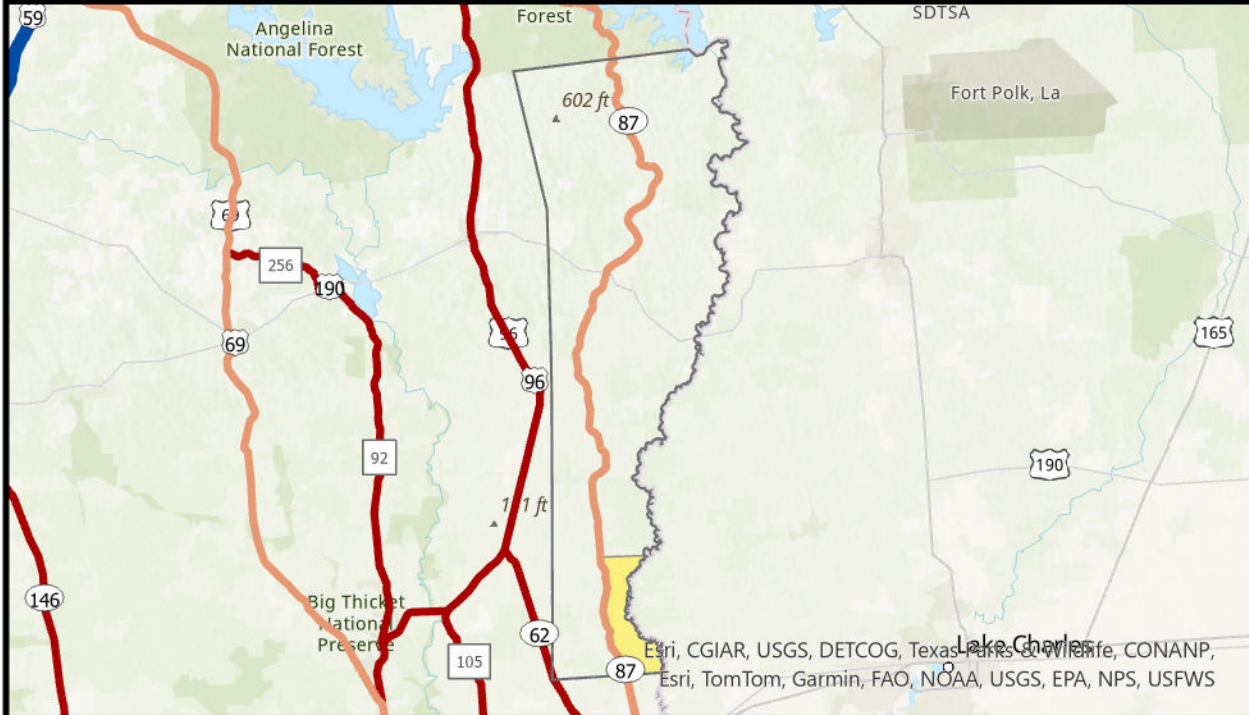 59
Angelina
National Forest
Forest
SDTSA
602 ft
87
Fort Polk, La
69
256
190
69
96
96
165
92
190
ft
146
Big Thicket
National
Preserve
62
105
87
Lake Charles
Esri, CGIAR, USGS, DETCOG, Texas Parks & Wildlife, CONANP,
Esri, TomTom, Garmin, FAO, NOAA, USGS, EPA, NPS, USFWS